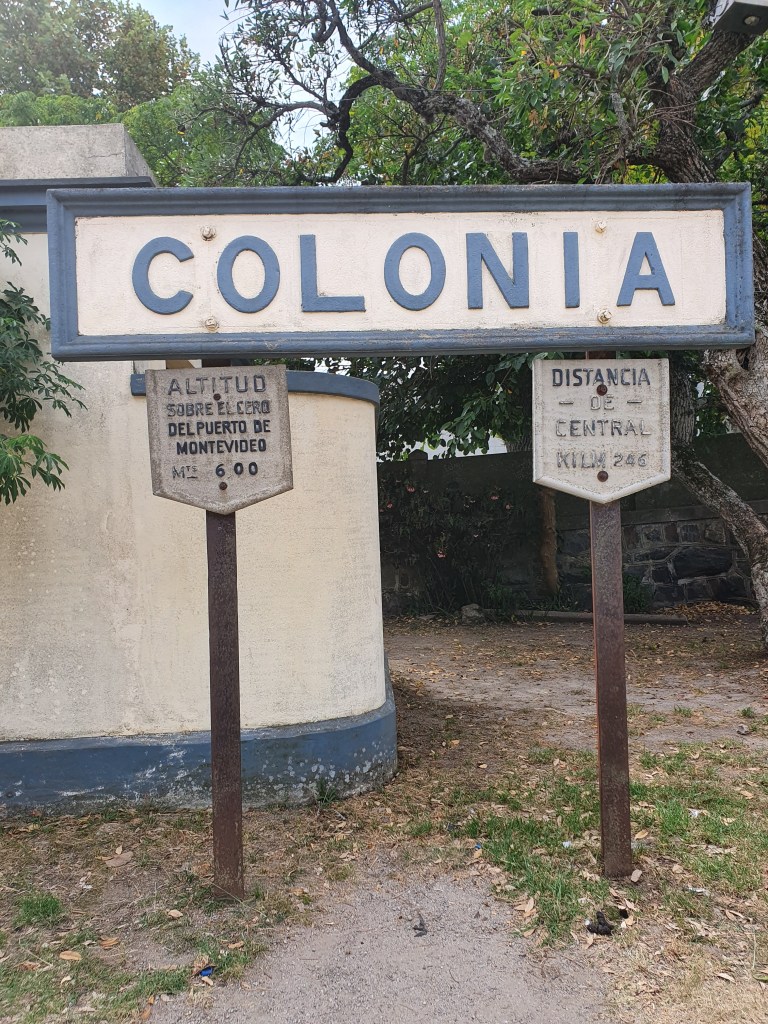 COLONIA
ALTITUD
SOBRE EL CERO
DEL PUERTO DE
MONTEVIDEO
Mts 6 00
DISTANCIA
— DE —
CENTRAL
KILM 246